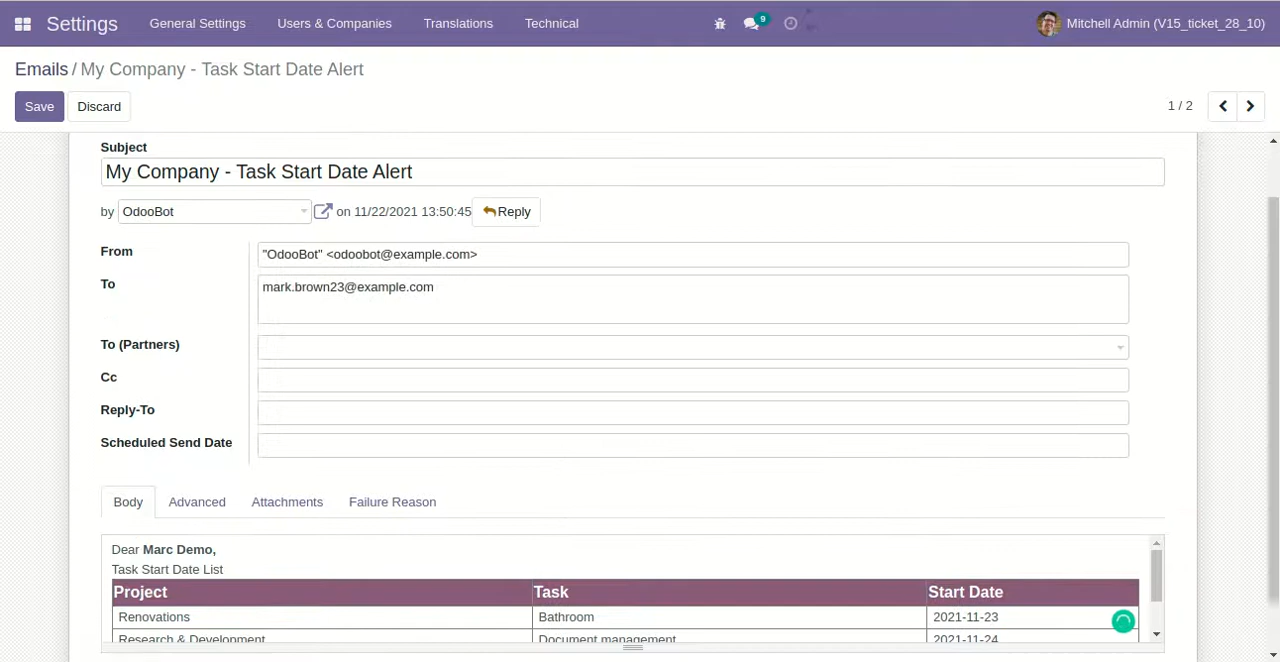 Settings General Settings Users & Companies Translations Technical 9 Mitchell Admin (V15_ticket_28_10)
Emails / My Company - Task Start Date Alert
Save Discard 1 / 2
Subject
My Company - Task Start Date Alert
by OdooBot on 11/22/2021 13:50:45 Reply
From "OdooBot" <odoobot@example.com>
To mark.brown23@example.com
To (Partners)
Cc
Reply-To
Scheduled Send Date
Body Advanced Attachments Failure Reason
Dear Marc Demo,
Task Start Date List
Project Task Start Date
Renovations Bathroom 2021-11-23
Research & Development Document management 2021-11-24